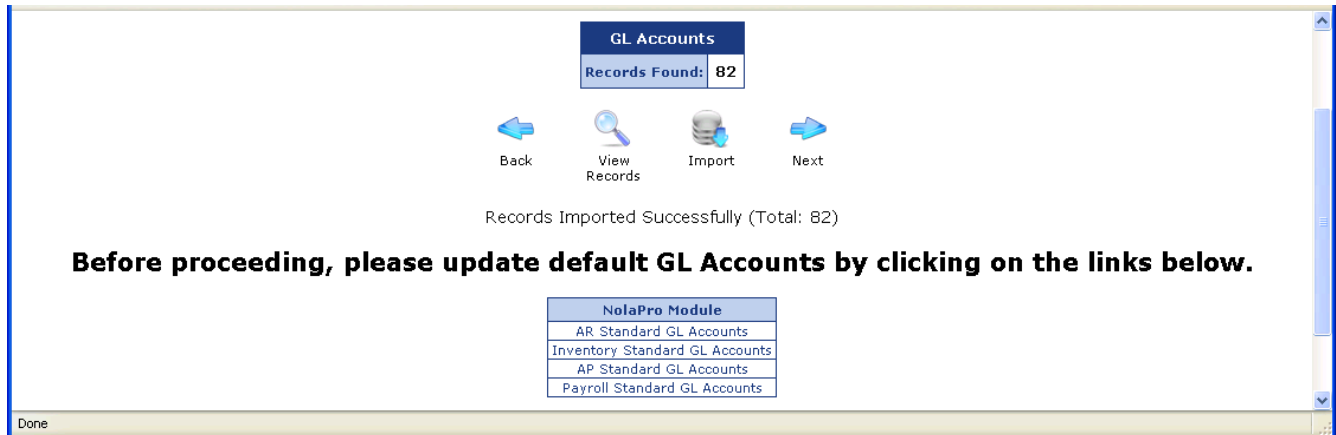 GL Accounts
Records Found: 82
Back View Records Import Next
Records Imported Successfully (Total: 82)
Before proceeding, please update default GL Accounts by clicking on the links below.
NolaPro Module
AR Standard GL Accounts
Inventory Standard GL Accounts
AP Standard GL Accounts
Payroll Standard GL Accounts
Done